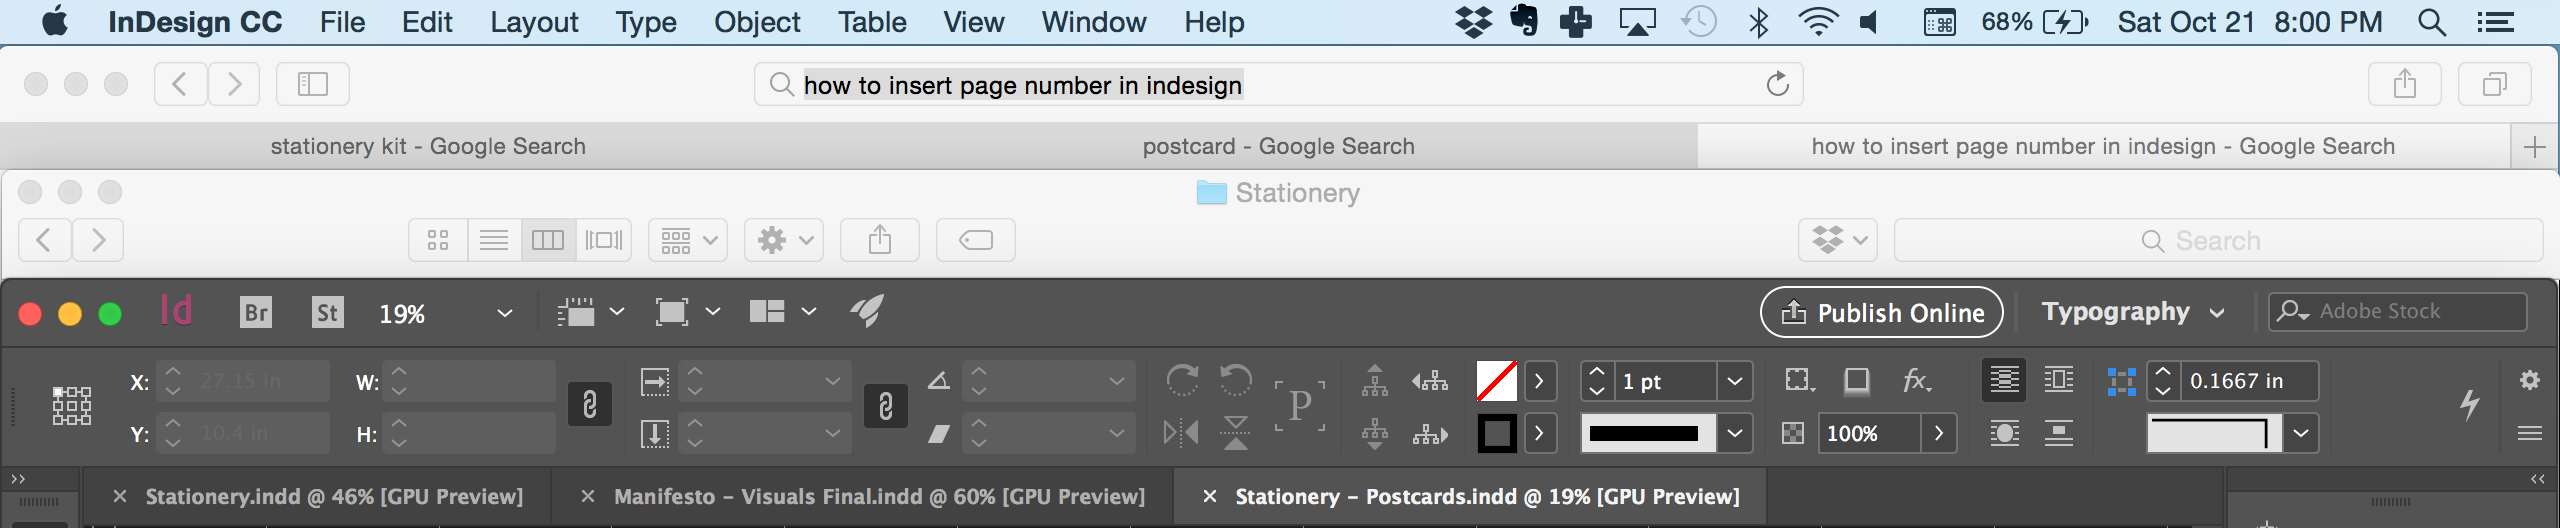 InDesign CC File Edit Layout Type Object Table View Window Help 68% Sat Oct 21 8:00 PM
how to insert page number in indesign
stationery kit - Google Search postcard - Google Search how to insert page number in indesign - Google Search
Stationery
Search
Id Br St 19% Publish Online Typography Adobe Stock
X: 27.15 in W: 1 pt fx. 0.1667 in
Y: 10.4 in H: P 100%
Stationery.indd @ 46% [GPU Preview] Manifesto - Visuals Final.indd @ 60% [GPU Preview] Stationery - Postcards.indd @ 19% [GPU Preview]